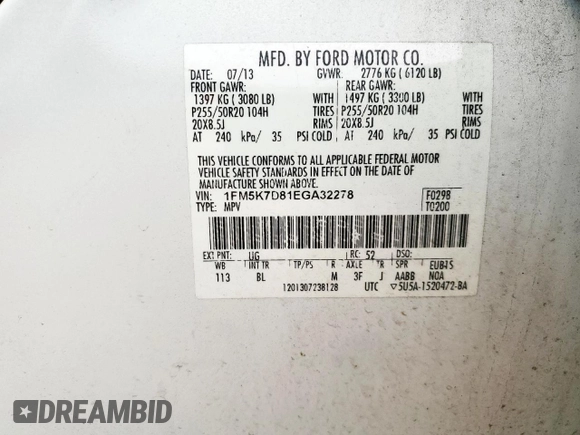 MFD. BY FORD MOTOR CO.
DATE: 07/13 GVWR: 2776 KG ( 6120 LB)
FRONT GAWR: REAR GAWR:
1397 KG ( 3080 LB) WITH 1497 KG ( 3300 LB) WITH
P255/50R20 104H TIRES P255/50R20 104H TIRES
20X8.5J RIMS 20X8.5J RIMS
AT 240 kPa/ 35 PSI COLD AT 240 kPa/ 35 PSI COLD
THIS VEHICLE CONFORMS TO ALL APPLICABLE FEDERAL MOTOR
VEHICLE SAFETY STANDARDS IN EFFECT ON THE DATE OF
MANUFACTURE SHOWN ABOVE.
VIN: 1FM5K7D81EGA32278 F0298
TYPE: MPV T0200
EXT PNT: UG RC: 52 DSO:
WB INT TR TP/PS R AXLE TR SPR
113 BL M 3F J AABB NOA
1201307238128 UTC ▽5U5A-1520472-BA
DREAMBID